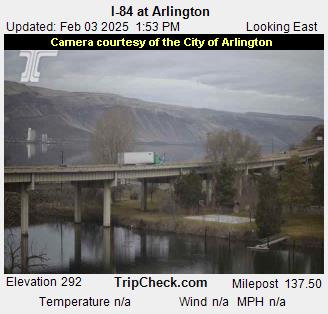 I-84 at Arlington
Updated: Feb 03 2025 1:53 PM Looking East
Camera courtesy of the City of Arlington
Elevation 292 TripCheck.com Milepost 137.50
Temperature n/a Wind n/a MPH n/a